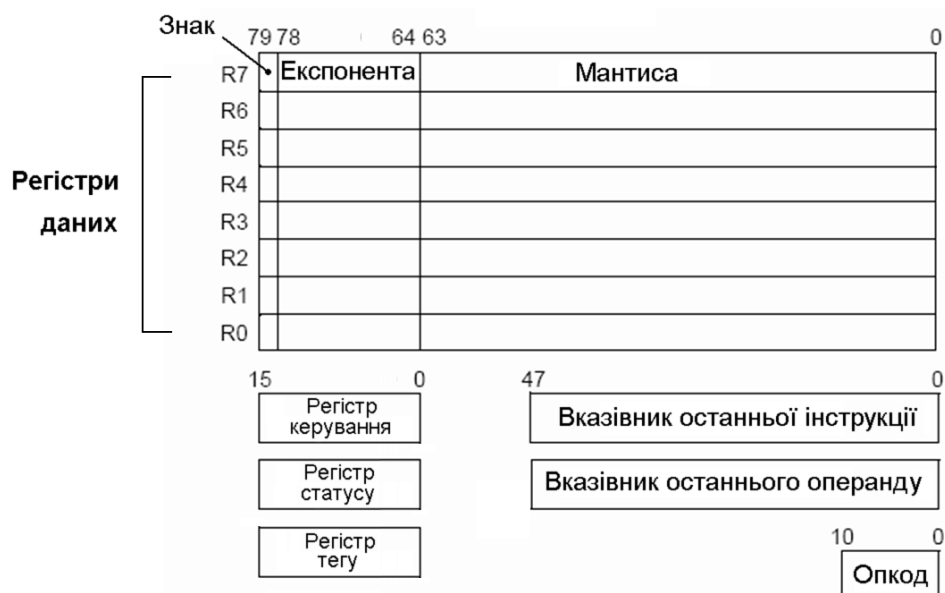 Знак
79 78 64 63 0
R7 Експонента Мантиса
R6
R5
Регістри
даних
R4
R3
R2
R1
R0
15 0 47 0
Регістр
керування
Вказівник останньої інструкції
Регістр
статусу
Вказівник останнього операнду
Регістр
тегу
10 0
Опкод